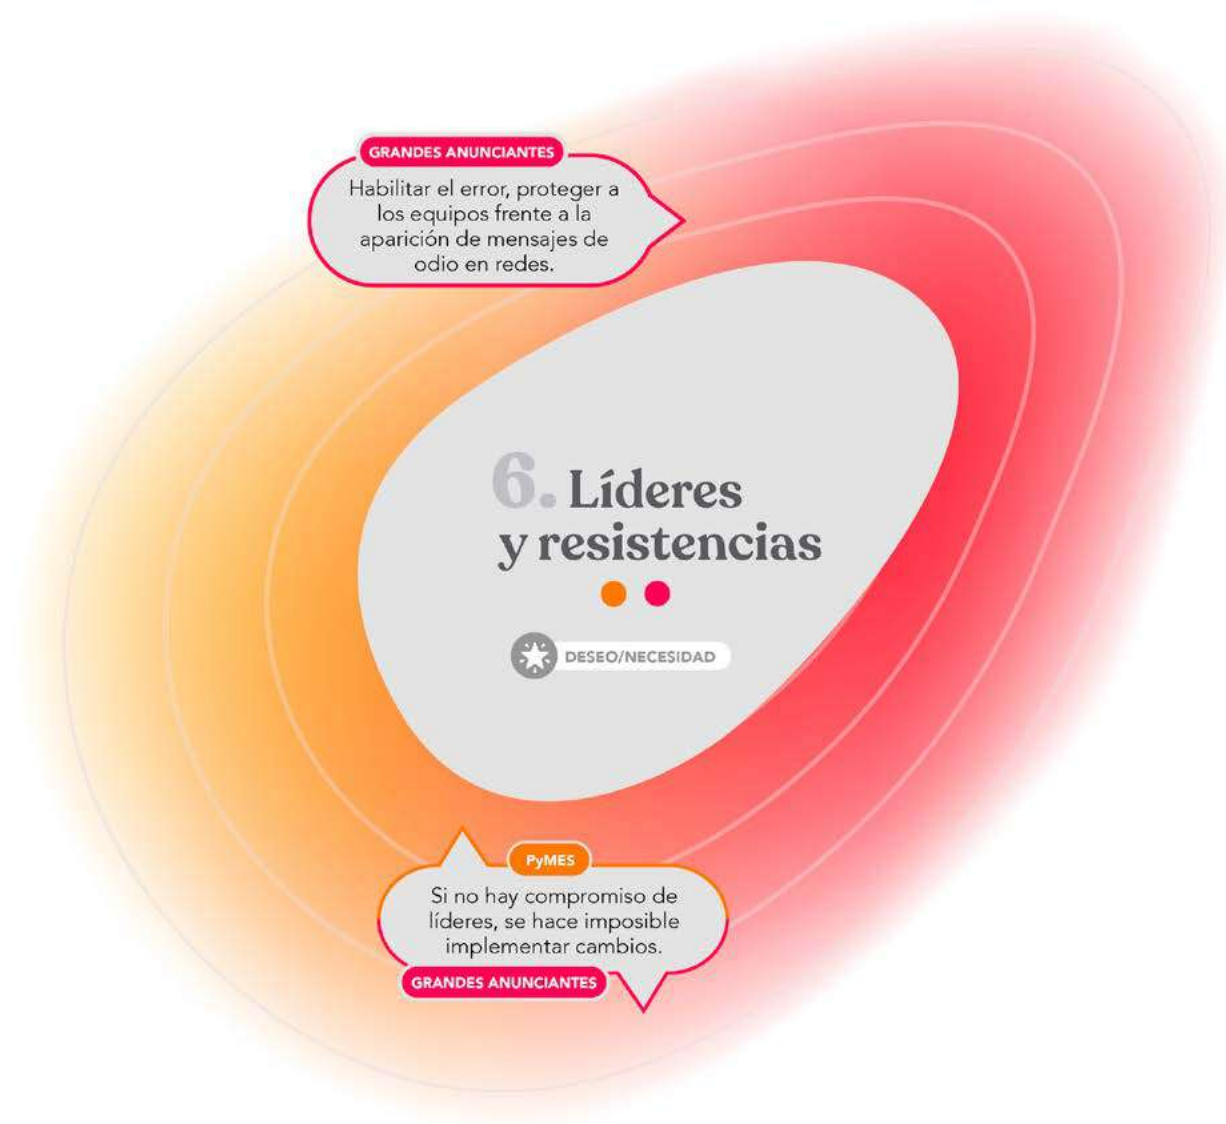 GRANDES ANUNCIANTES
Habilitar el error, proteger a
los equipos frente a la
aparición de mensajes de
odio en redes.
6. Líderes
y resistencias
DESEO/NECESIDAD
PyMES
Si no hay compromiso de
líderes, se hace imposible
implementar cambios.
GRANDES ANUNCIANTES